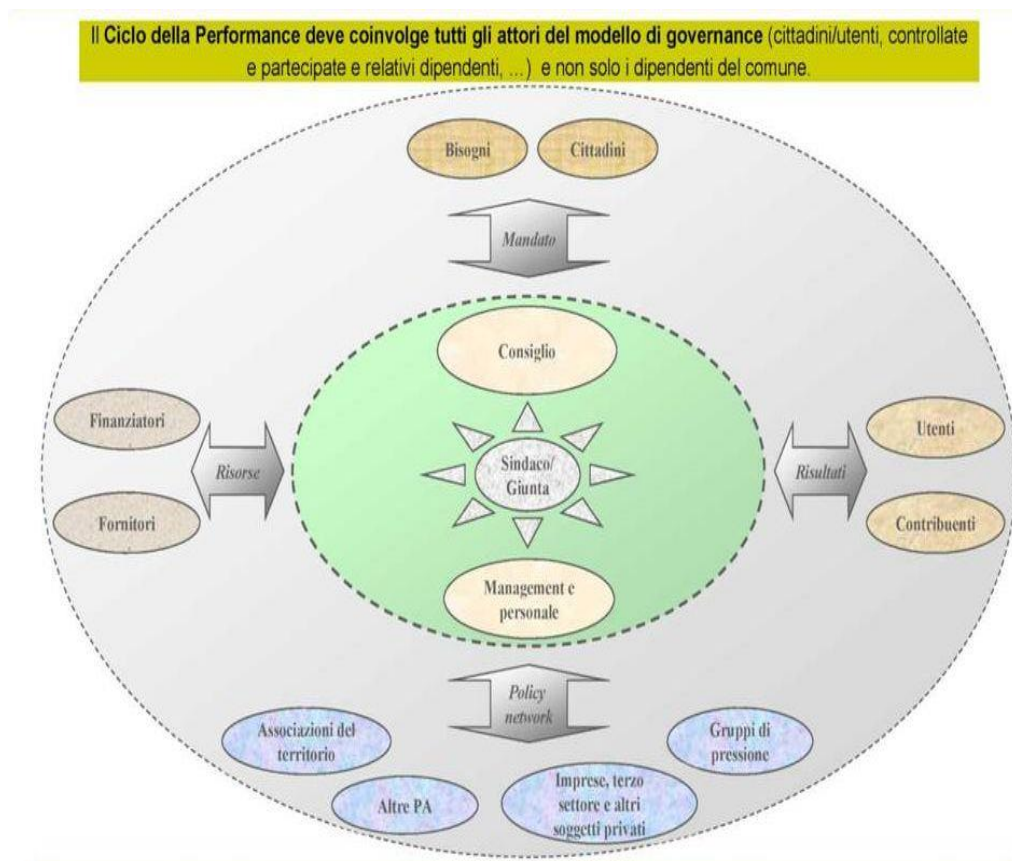 Il Ciclo della Performance deve coinvolge tutti gli attori del modello di governance (cittadini/utenti, controllate
e partecipate e relativi dipendenti, ...) e non solo i dipendenti del comune.
Bisogni
Cittadini
Mandato
Consiglio
Finanziatori
Utenti
Risorse
Sindaco/
Giunta
Risultati
Fornitori
Contribuenti
Management e
personale
Policy
network
Associazioni del
territorio
Gruppi di
pressione
Altre PA
Imprese, terzo
settore e altri
soggetti privati